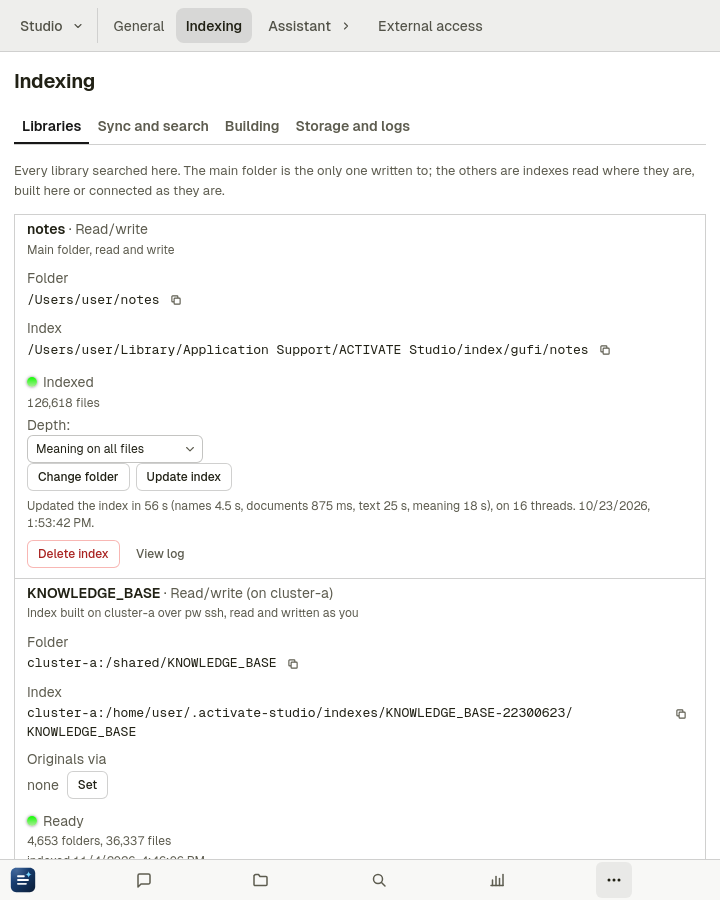 Studio
General
Indexing
Assistant
External access
Indexing
Libraries
Sync and search
Building
Storage and logs
Every library searched here. The main folder is the only one written to; the others are indexes read where they are,
built here or connected as they are.
notes · Read/write
Main folder, read and write
Folder
/Users/user/notes
Index
/Users/user/Library/Application Support/ACTIVATE Studio/index/gufi/notes
Indexed
126,618 files
Depth:
Meaning on all files
Change folder
Update index
Updated the index in 56 s (names 4.5 s, documents 875 ms, text 25 s, meaning 18 s), on 16 threads. 10/23/2026,
1:53:42 PM.
Delete index
View log
KNOWLEDGE_BASE · Read/write (on cluster-a)
Index built on cluster-a over pw ssh, read and written as you
Folder
cluster-a:/shared/KNOWLEDGE_BASE
Index
cluster-a:/home/user/.activate-studio/indexes/KNOWLEDGE_BASE-22300623/
KNOWLEDGE_BASE
Originals via
none
Set
Ready
4,653 folders, 36,337 files